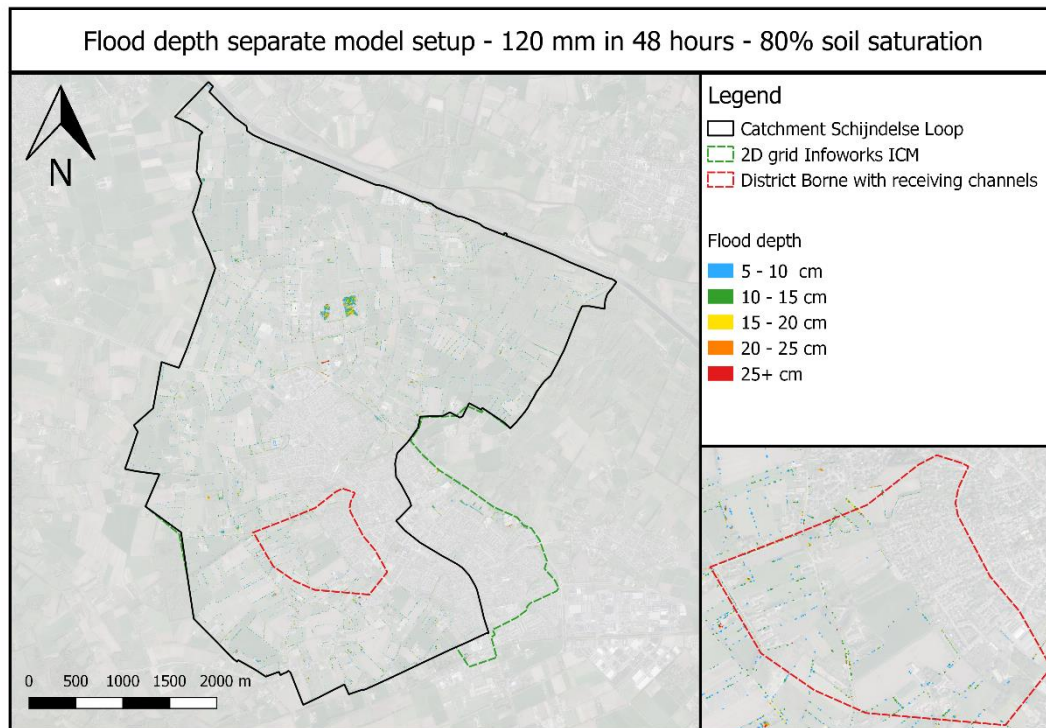 Flood depth separate model setup - 120 mm in 48 hours - 80% soil saturation
N
Legend
Catchment Schijndelse Loop
2D grid Infoworks ICM
District Borne with receiving channels
Flood depth
5 - 10 cm
10 - 15 cm
15 - 20 cm
20 - 25 cm
25+ cm
0 500 1000 1500 2000 m